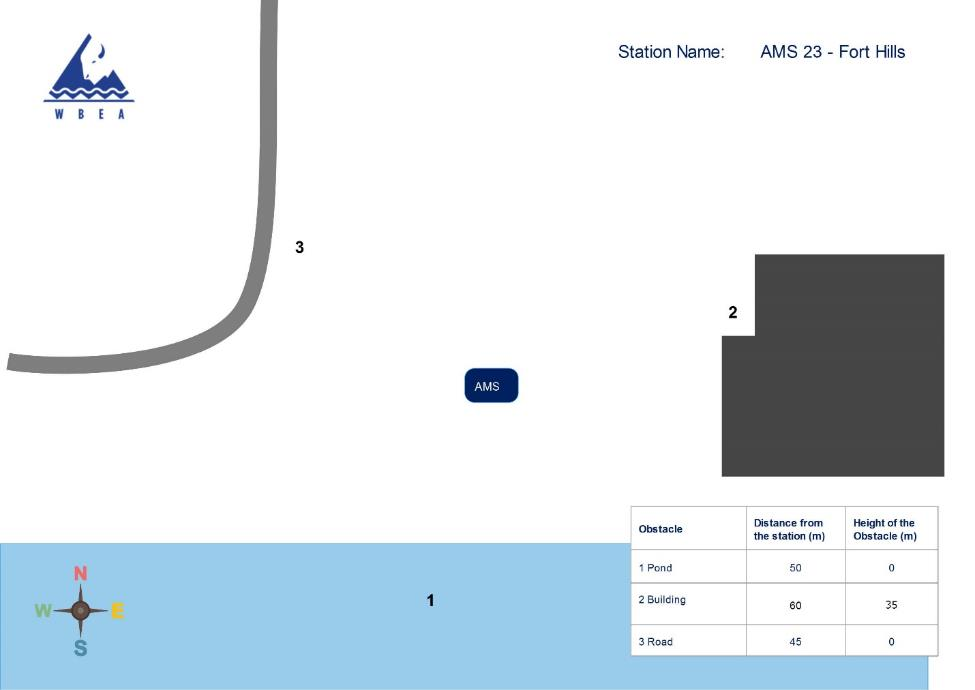 Station Name: AMS 23 - Fort Hills
WBEA
3
2
AMS
Obstacle
Distance from
the station (m)
Height of the
Obstacle (m)
1 Pond 50 0
2 Building 60 35
3 Road 45 0
N
W E
S
1